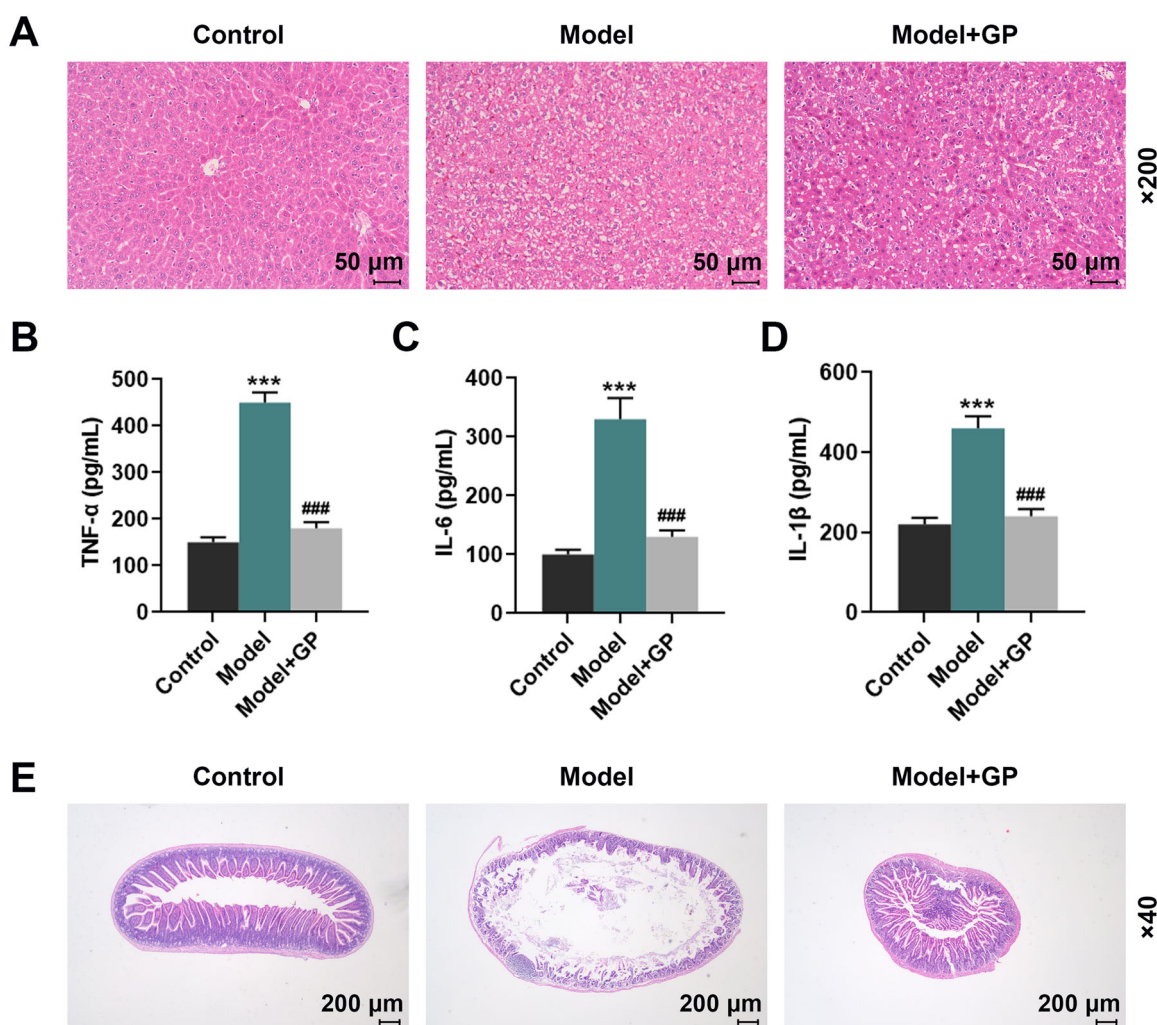 A
Control
Model
Model+GP
50 μm
50 μm
50 μm
×200
B
TNF-α (pg/mL)
500
400
300
200
100
0
***
###
Control
Model
Model+GP
C
IL-6 (pg/mL)
400
300
200
100
0
***
###
Control
Model
Model+GP
D
IL-1β (pg/mL)
600
400
200
0
***
###
Control
Model
Model+GP
E
Control
Model
Model+GP
200 μm
200 μm
200 μm
×40